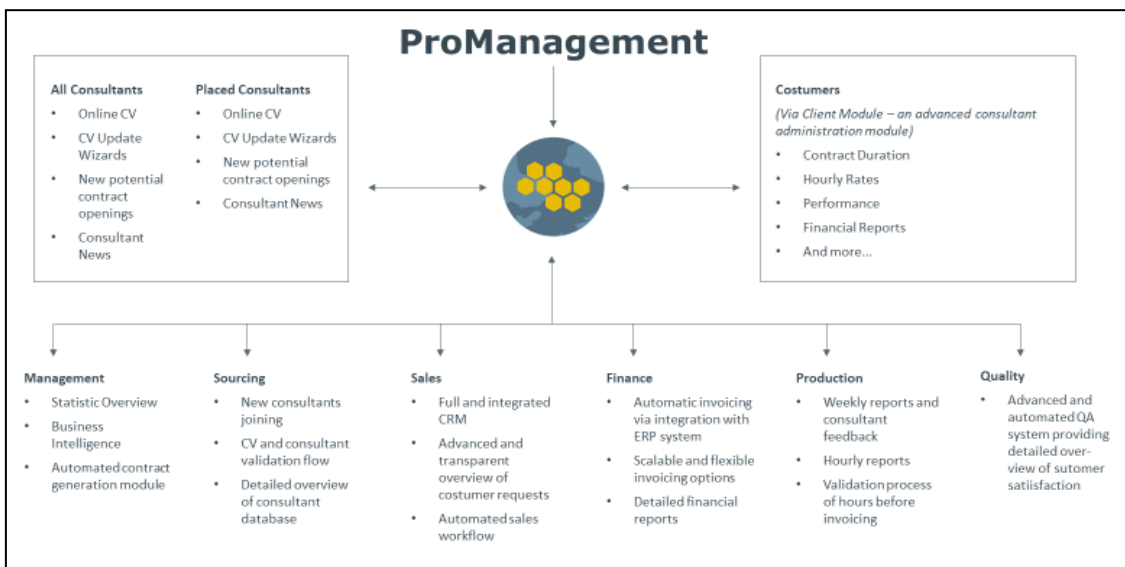 ProManagement
All Consultants
• Online CV
• CV Update
Wizards
• New potential
contract
openings
• Consultant
News
Placed Consultants
• Online CV
• CV Update Wizards
• New potential
contract openings
• Consultant News
Costumers
(Via Client Module – an advanced consultant
administration module)
• Contract Duration
• Hourly Rates
• Performance
• Financial Reports
• And more...
Management
• Statistic Overview
• Business
Intelligence
• Automated contract
generation module
Sourcing
• New consultants
joining
• CV and consultant
validation flow
• Detailed overview
of consultant
database
Sales
• Full and integrated
CRM
• Advanced and
transparent
overview of
costumer requests
• Automated sales
workflow
Finance
• Automatic invoicing
via integration with
ERP system
• Scalable and flexible
invoicing options
• Detailed financial
reports
Production
• Weekly reports and
consultant
feedback
• Hourly reports
• Validation process
of hours before
invoicing
Quality
• Advanced and
automated QA
system providing
detailed over-
view of sutomer
satiisfaction